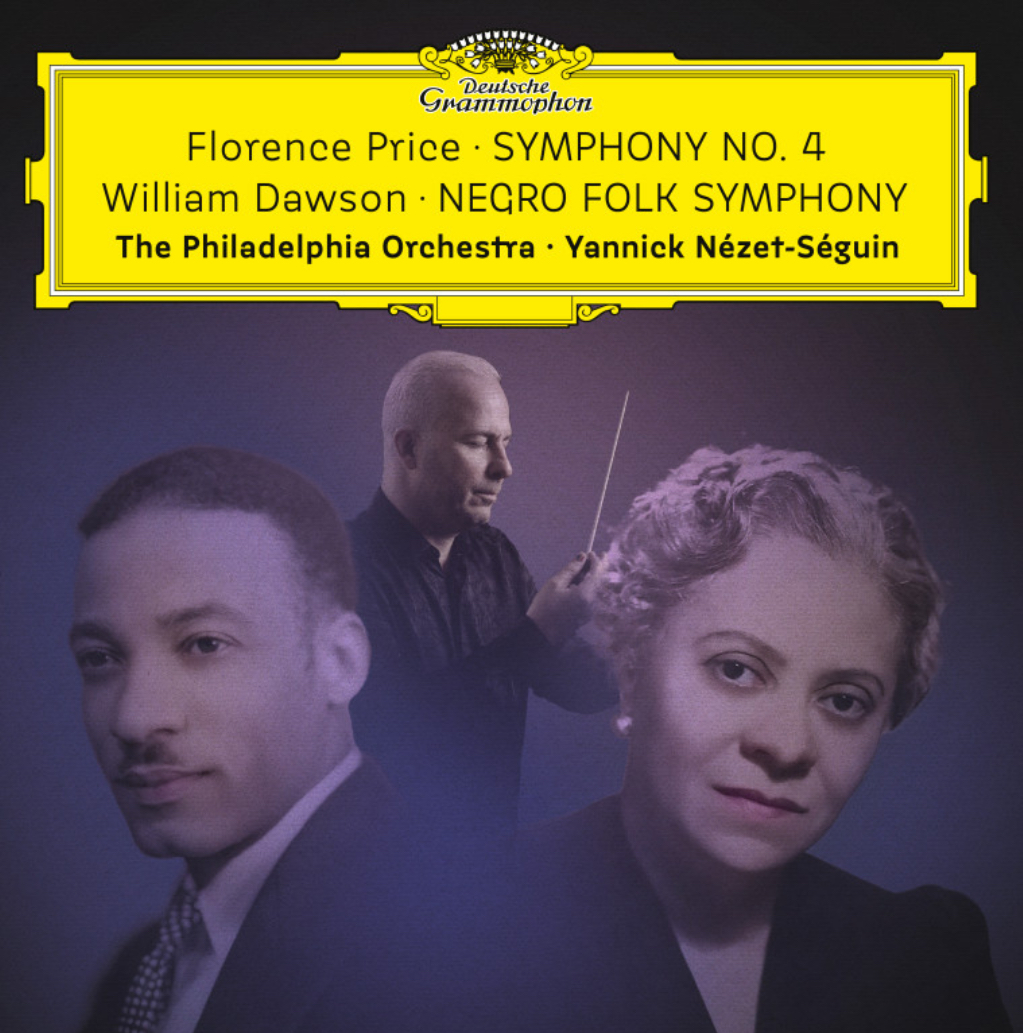 Deutsche
Grammophon
Florence Price · SYMPHONY NO. 4
William Dawson · NEGRO FOLK SYMPHONY
The Philadelphia Orchestra · Yannick Nézet-Séguin